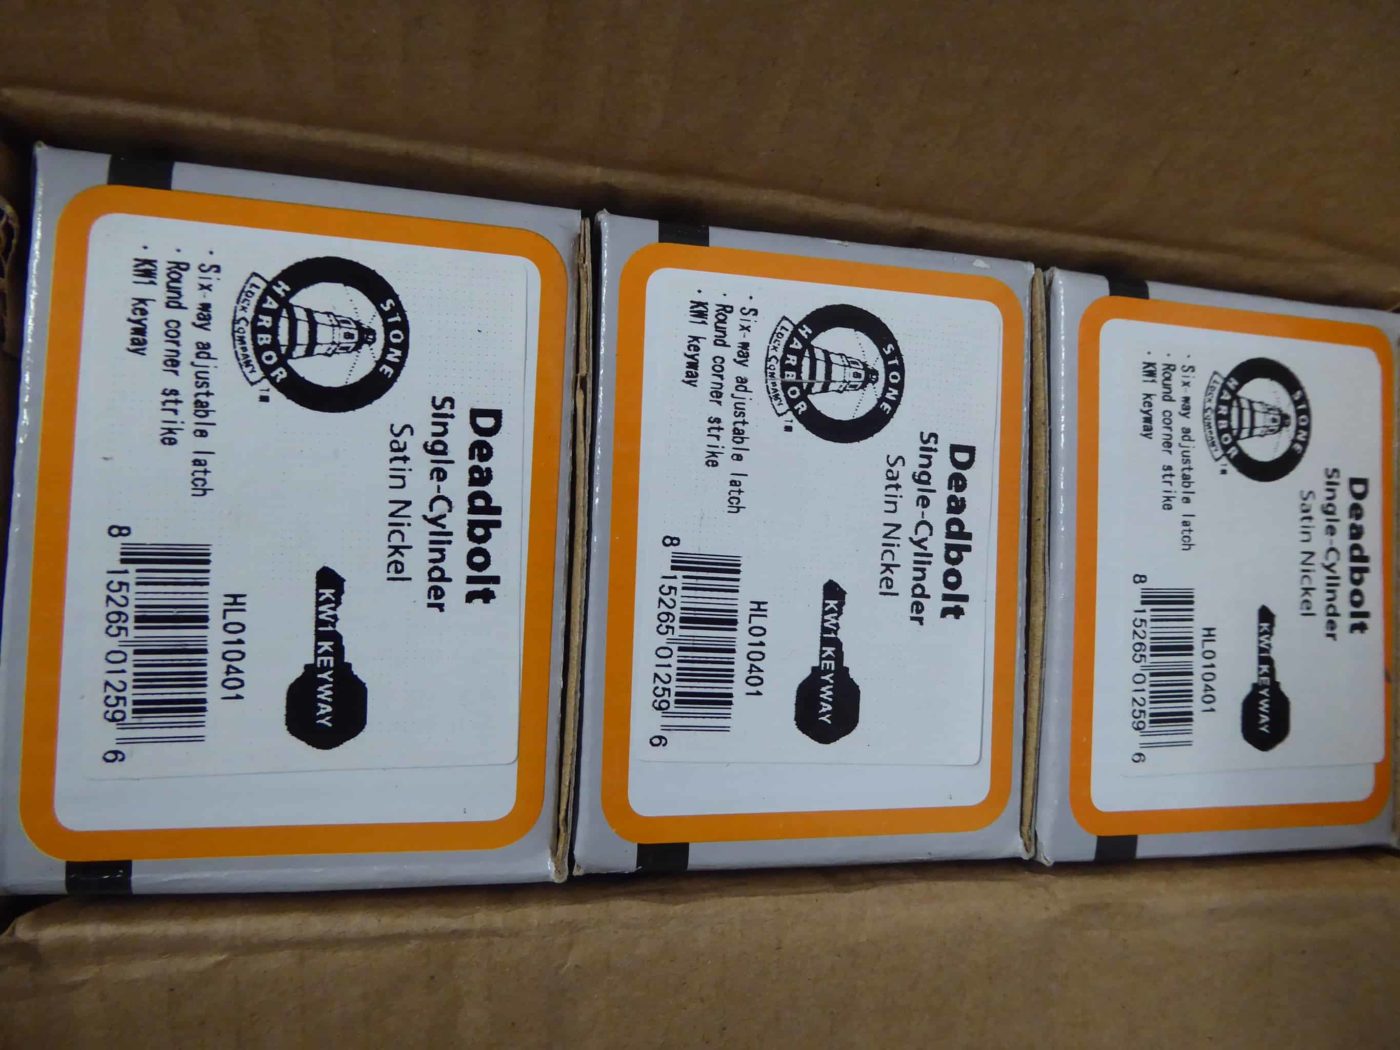 Deadbolt
Single-Cylinder
Satin Nickel
STONE
HARBOR
LOCK COMPANY
TM
KW1 KEYWAY
· Six-way adjustable latch
· Round corner strike
· KW1 keyway
HL010401
8 15265 01259 6
Deadbolt
Single-Cylinder
Satin Nickel
STONE
HARBOR
LOCK COMPANY
TM
KW1 KEYWAY
· Six-way adjustable latch
· Round corner strike
· KW1 keyway
HL010401
8 15265 01259 6
Deadbolt
Single-Cylinder
Satin Nickel
STONE
HARBOR
LOCK COMPANY
TM
KW1 KEYWAY
· Six-way adjustable latch
· Round corner strike
· KW1 keyway
HL010401
8 15265 01259 6